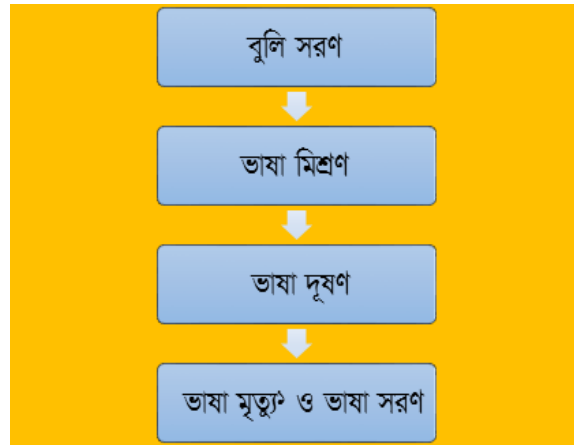 বুলি সরণ
ভাষা মিশ্রণ
ভাষা দূষণ
ভাষা মৃত্যু ও ভাষা সরণ